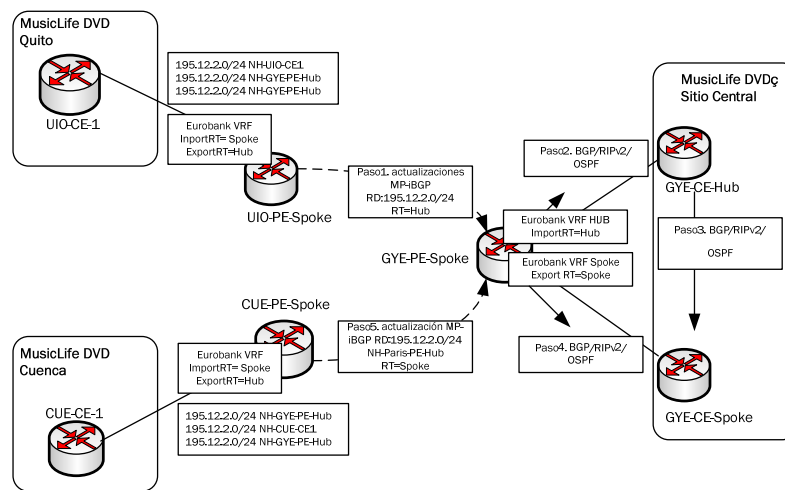 MusicLife DVD
Quito
UIO-CE-1
195.12.2.0/24 NH-UIO-CE1
195.12.2.0/24 NH-GYE-PE-Hub
195.12.2.0/24 NH-GYE-PE-Hub
Eurobank VRF
InportRT= Spoke
ExportRT=Hub
UIO-PE-Spoke
Paso1. actualizaciones
MP-iBGP
RD:195.12.2.0/24
RT=Hub
Paso2. BGP/RIPv2/
OSPF
MusicLife DVDç
Sitio Central
GYE-CE-Hub
Eurobank VRF HUB
ImportRT=Hub
GYE-PE-Spoke
Eurobank VRF Spoke
Export RT=Spoke
Paso3. BGP/RIPv2/
OSPF
CUE-PE-Spoke
Paso5. actualización MP-
iBGP RD:195.12.2.0/24
NH-Paris-PE-Hub
RT=Spoke
Paso4. BGP/RIPv2/
OSPF
GYE-CE-Spoke
MusicLife DVD
Cuenca
Eurobank VRF
ImportRT= Spoke
ExportRT=Hub
CUE-CE-1
195.12.2.0/24 NH-GYE-PE-Hub
195.12.2.0/24 NH-CUE-CE1
195.12.2.0/24 NH-GYE-PE-Hub